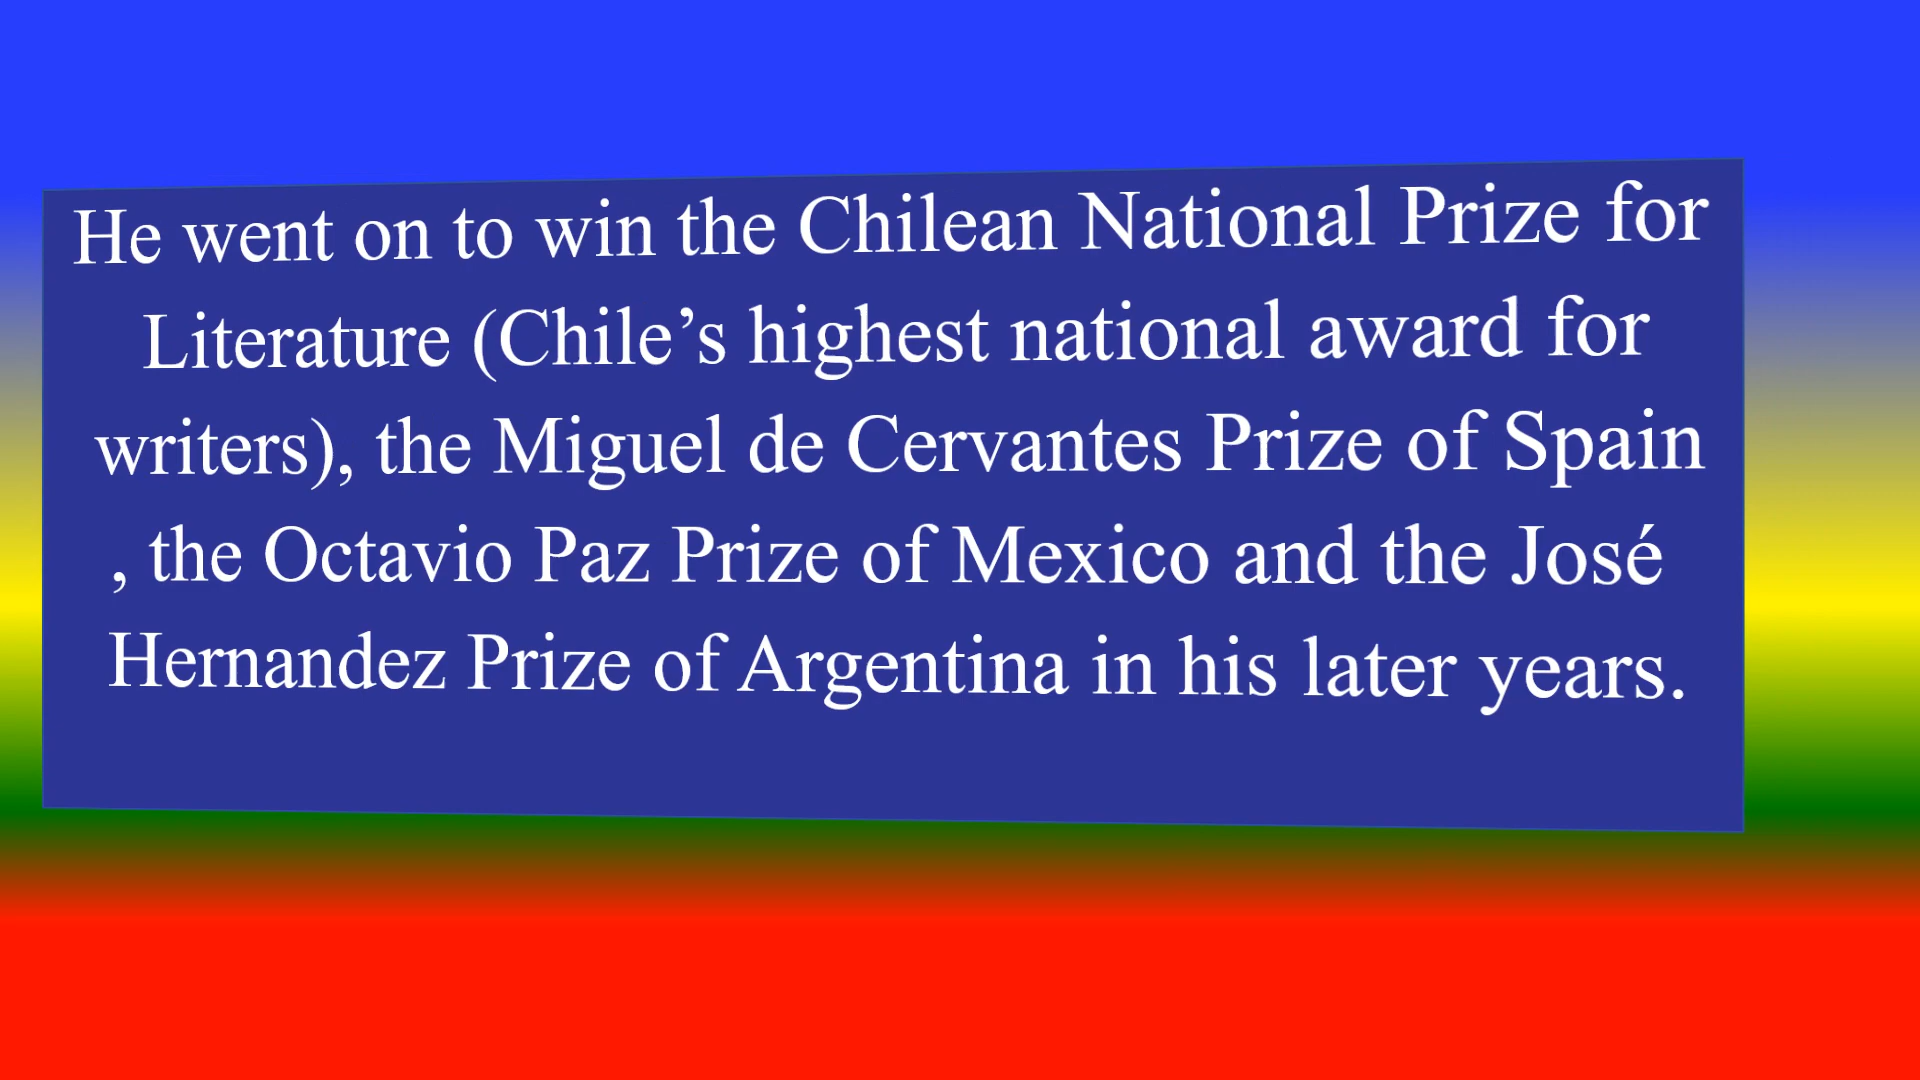 He went on to win the Chilean National Prize for
Literature (Chile’s highest national award for
writers), the Miguel de Cervantes Prize of Spain
, the Octavio Paz Prize of Mexico and the José
Hernandez Prize of Argentina in his later years.